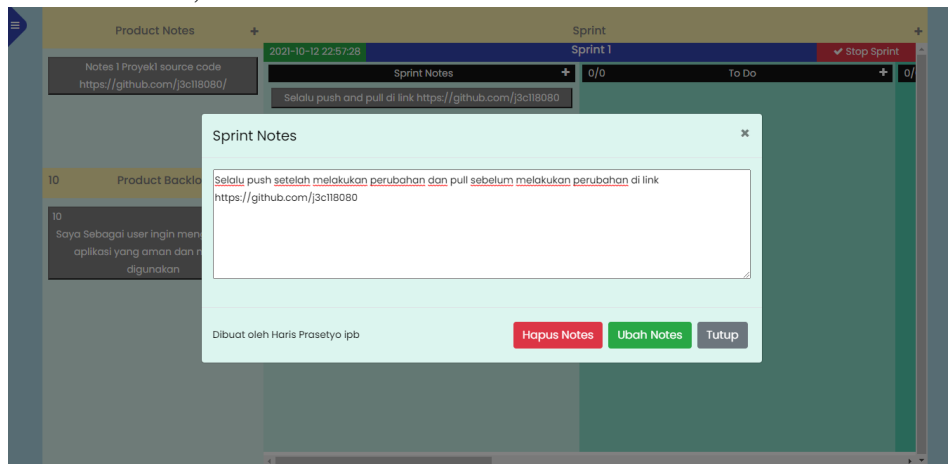 Product Notes +
Sprint +
2021-10-12 22:57:28
Sprint 1
Stop Sprint
Notes 1 Proyek1 source code
https://github.com/j3c118080/
Sprint Notes +
0/0 To Do +
0/
Selalu push and pull di link https://github.com/j3c118080
Sprint Notes ×
Selalu push setelah melakukan perubahan dan pull sebelum melakukan perubahan di link
https://github.com/j3c118080
10 Product Backlo
10
Saya Sebagai user ingin men
aplikasi yang aman dan
digunakan
Dibuat oleh Haris Prasetyo ipb
Hapus Notes
Ubah Notes
Tutup